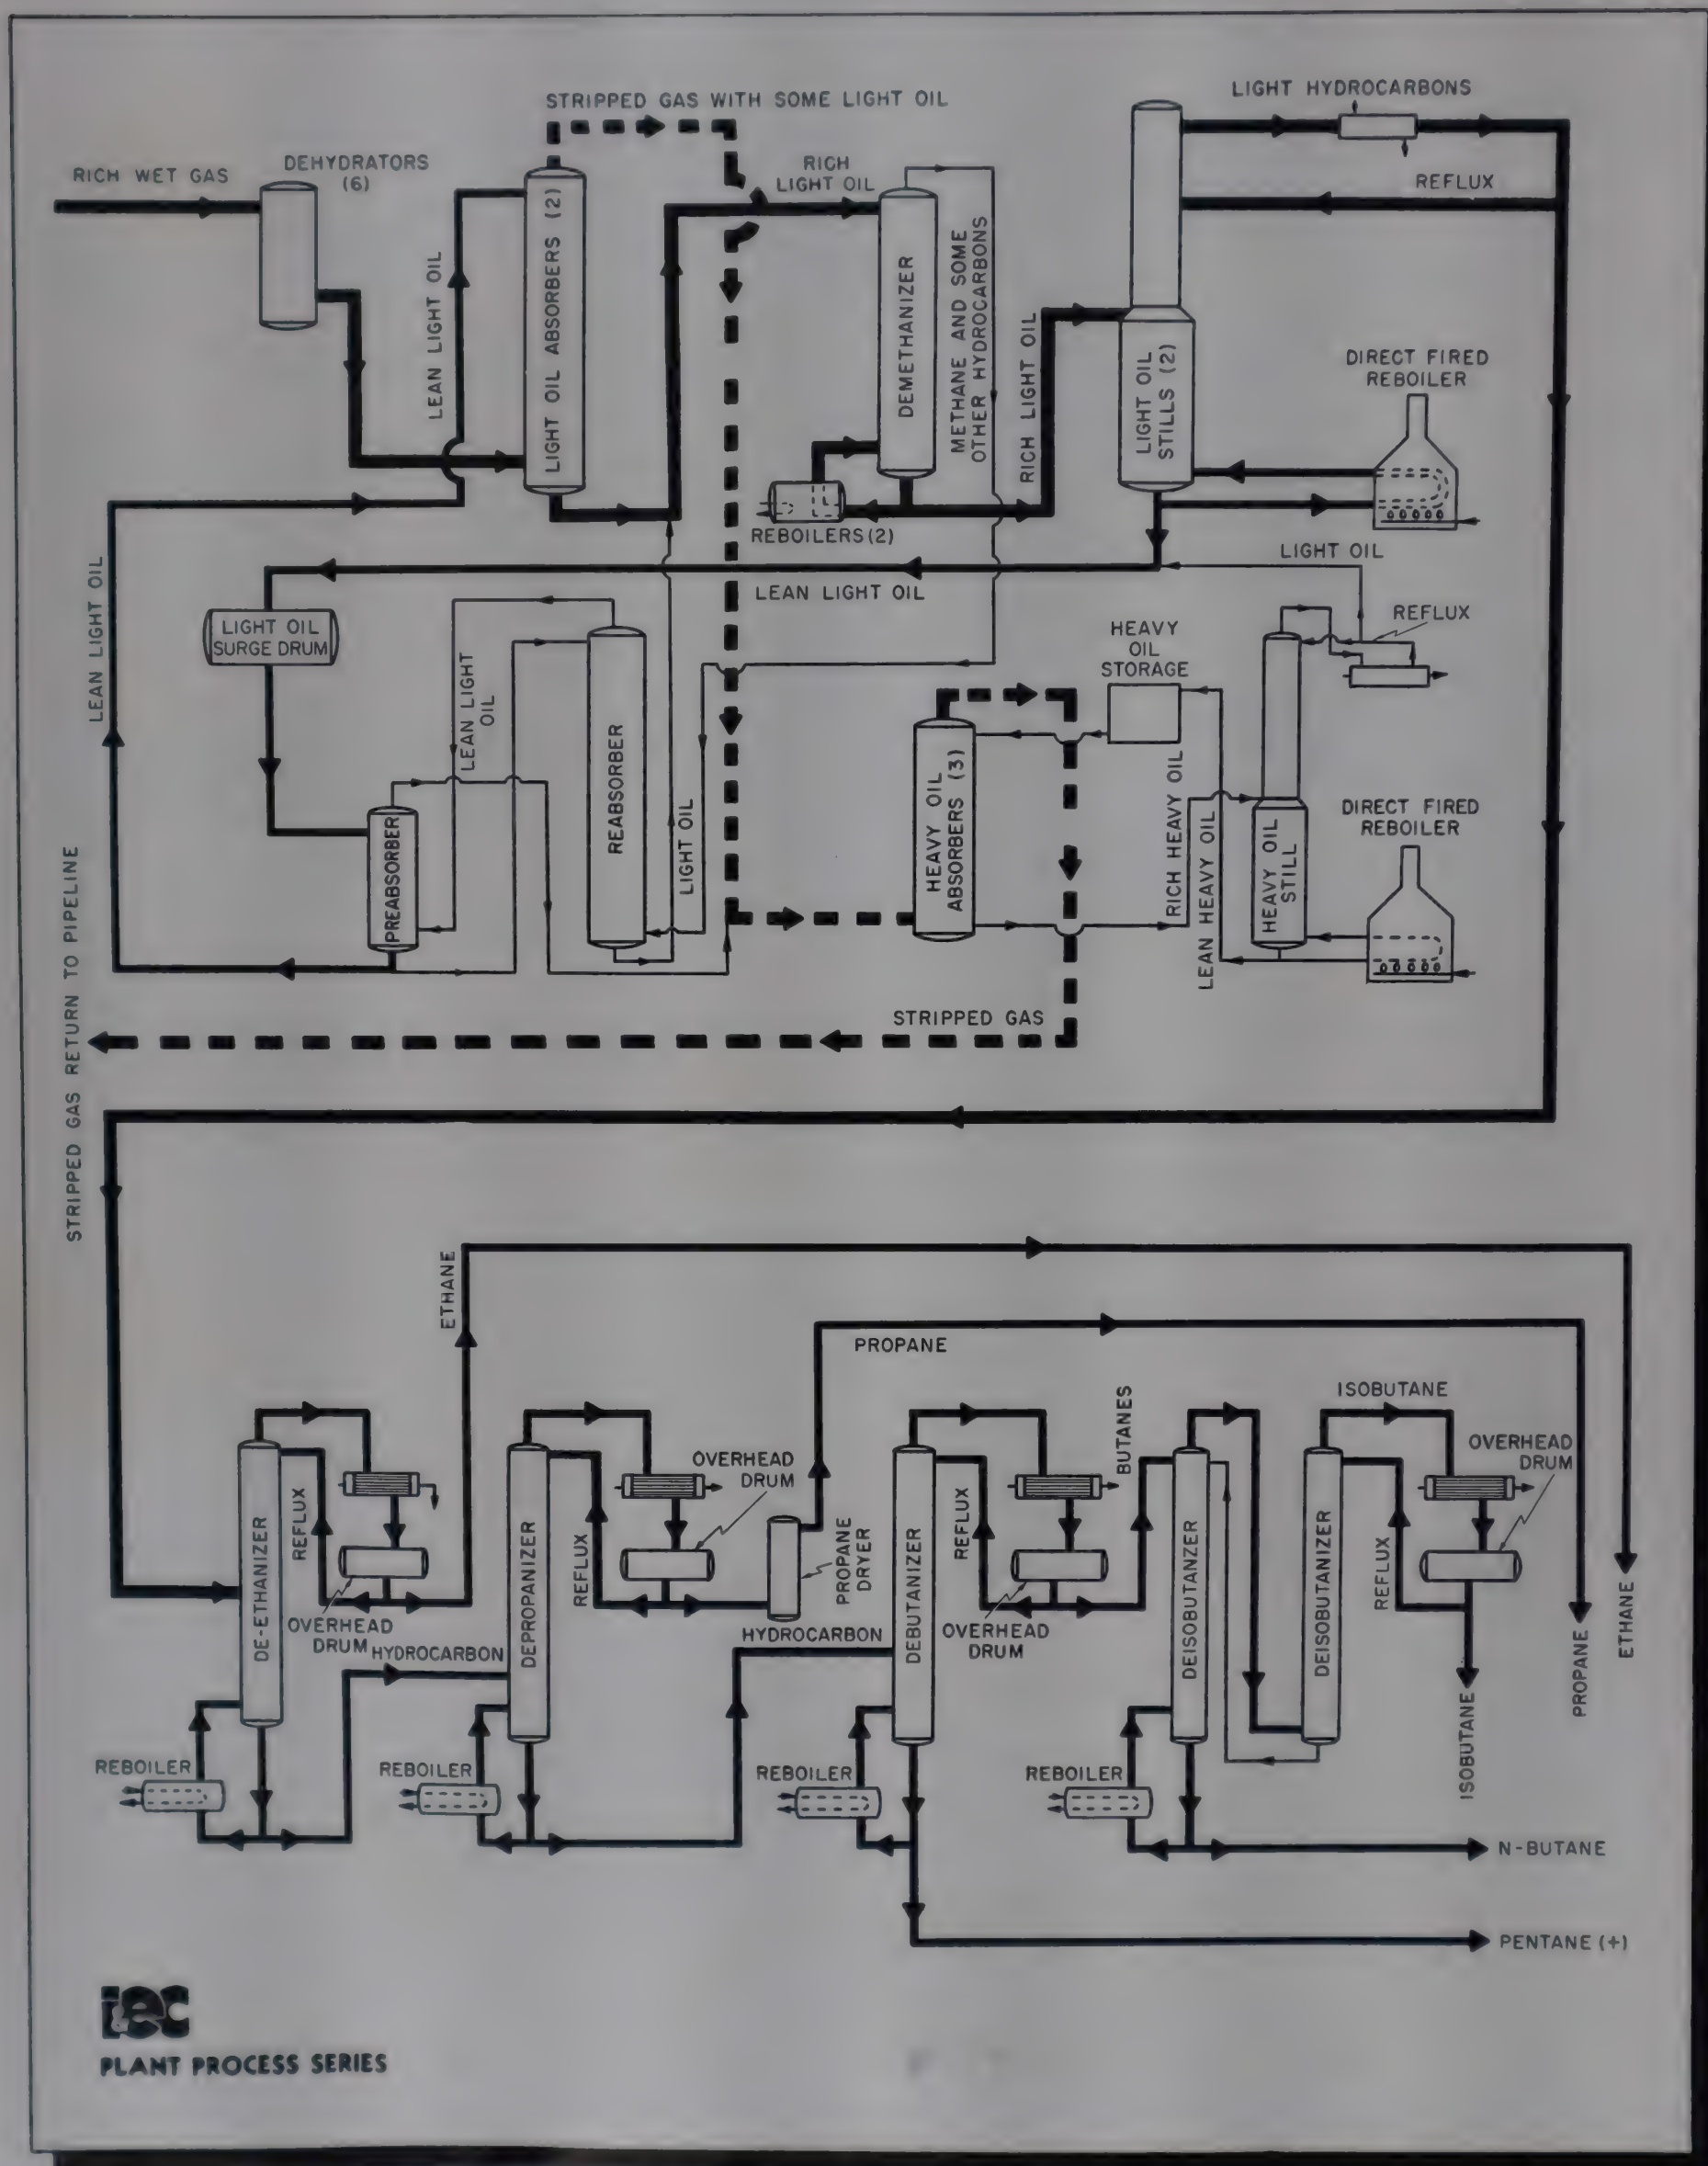 STRIPPED GAS WITH SOME LIGHT OIL
LIGHT HYDROCARBONS
RICH WET GAS
DEHYDRATORS
(6)
RICH
LIGHT OIL
REFLUX
LEAN LIGHT OIL
LIGHT OIL ABSORBERS (2)
DEMETHANIZER
METHANE AND SOME
OTHER HYDROCARBONS
RICH LIGHT OIL
LIGHT OIL
STILLS (2)
DIRECT FIRED
REBOILER
REBOILERS (2)
LIGHT OIL
LEAN LIGHT OIL
LEAN LIGHT OIL
LIGHT OIL
SURGE DRUM
LEAN LIGHT
OIL
REABSORBER
LIGHT OIL
PREABSORBER
HEAVY
OIL
STORAGE
REFLUX
HEAVY OIL
ABSORBERS (3)
RICH HEAVY OIL
LEAN HEAVY OIL
HEAVY OIL
STILL
DIRECT FIRED
REBOILER
STRIPPED GAS
STRIPPED GAS RETURN TO PIPELINE
ETHANE
PROPANE
BUTANES
ISOBUTANE
DE-ETHANIZER
REFLUX
OVERHEAD
DRUM
HYDROCARBON
DEPROPANIZER
REFLUX
OVERHEAD
DRUM
PROPANE
DRYER
HYDROCARBON
DEBUTANIZER
REFLUX
OVERHEAD
DRUM
DEISOBUTANZER
DEISOBUTANIZER
REFLUX
OVERHEAD
DRUM
ISOBUTANE
PROPANE
ETHANE
REBOILER
REBOILER
REBOILER
REBOILER
N-BUTANE
PENTANE (+)
i&ec
PLANT PROCESS SERIES